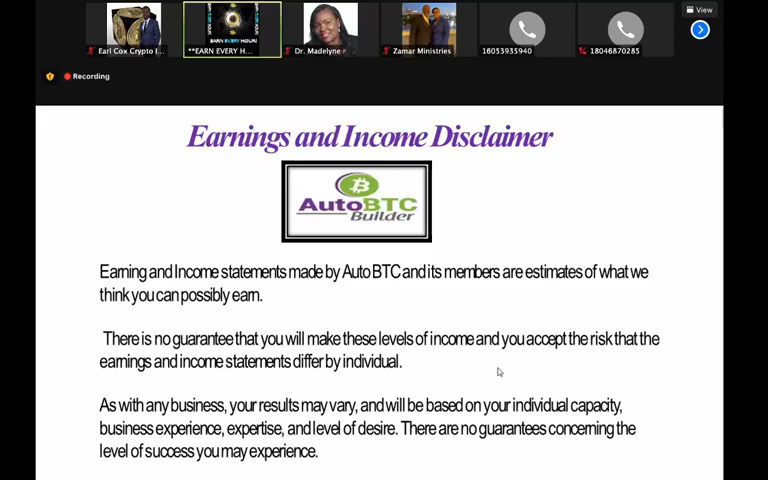 View
Earl Cox Crypto I...
**EARN EVERY H...
EARN EVERY HOUR!
Dr. Madelyne
Zamar Ministries
16053935940
18046870285
Recording
Earnings and Income Disclaimer
AutoBTC
Builder
Earning and Income statements made by Auto BTC and its members are estimates of what we
think you can possibly earn.
There is no guarantee that you will make these levels of income and you accept the risk that the
earnings and income statements differ by individual.
As with any business, your results may vary, and will be based on your individual capacity,
business experience, expertise, and level of desire. There are no guarantees concerning the
level of success you may experience.